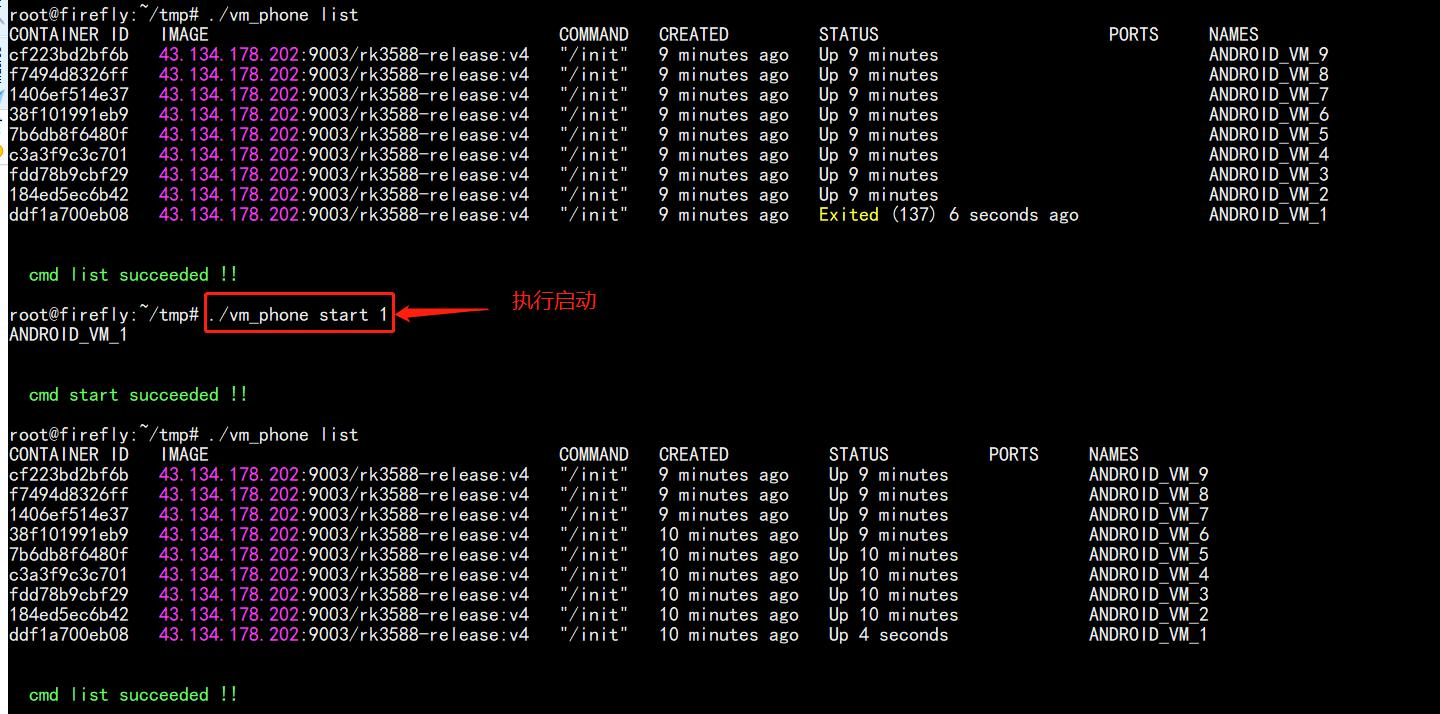 root@firefly:~/tmp# ./vm_phone list
CONTAINER ID   IMAGE   COMMAND   CREATED   STATUS   PORTS   NAMES
cf223bd2bf6b   43.134.178.202:9003/rk3588-release:v4   "/init"   9 minutes ago   Up 9 minutes   ANDROID_VM_9
f7494d8326ff   43.134.178.202:9003/rk3588-release:v4   "/init"   9 minutes ago   Up 9 minutes   ANDROID_VM_8
1406ef514e37   43.134.178.202:9003/rk3588-release:v4   "/init"   9 minutes ago   Up 9 minutes   ANDROID_VM_7
38f101991eb9   43.134.178.202:9003/rk3588-release:v4   "/init"   9 minutes ago   Up 9 minutes   ANDROID_VM_6
7b6db8f6480f   43.134.178.202:9003/rk3588-release:v4   "/init"   9 minutes ago   Up 9 minutes   ANDROID_VM_5
c3a3f9c3c701   43.134.178.202:9003/rk3588-release:v4   "/init"   9 minutes ago   Up 9 minutes   ANDROID_VM_4
fdd78b9cbf29   43.134.178.202:9003/rk3588-release:v4   "/init"   9 minutes ago   Up 9 minutes   ANDROID_VM_3
184ed5ec6b42   43.134.178.202:9003/rk3588-release:v4   "/init"   9 minutes ago   Up 9 minutes   ANDROID_VM_2
ddf1a700eb08   43.134.178.202:9003/rk3588-release:v4   "/init"   9 minutes ago   Exited (137) 6 seconds ago   ANDROID_VM_1
cmd list succeeded !!
root@firefly:~/tmp# ./vm_phone start 1 执行启动
ANDROID_VM_1
cmd start succeeded !!
root@firefly:~/tmp# ./vm_phone list
CONTAINER ID   IMAGE   COMMAND   CREATED   STATUS   PORTS   NAMES
cf223bd2bf6b   43.134.178.202:9003/rk3588-release:v4   "/init"   9 minutes ago   Up 9 minutes   ANDROID_VM_9
f7494d8326ff   43.134.178.202:9003/rk3588-release:v4   "/init"   9 minutes ago   Up 9 minutes   ANDROID_VM_8
1406ef514e37   43.134.178.202:9003/rk3588-release:v4   "/init"   9 minutes ago   Up 9 minutes   ANDROID_VM_7
38f101991eb9   43.134.178.202:9003/rk3588-release:v4   "/init"   10 minutes ago   Up 9 minutes   ANDROID_VM_6
7b6db8f6480f   43.134.178.202:9003/rk3588-release:v4   "/init"   10 minutes ago   Up 10 minutes   ANDROID_VM_5
c3a3f9c3c701   43.134.178.202:9003/rk3588-release:v4   "/init"   10 minutes ago   Up 10 minutes   ANDROID_VM_4
fdd78b9cbf29   43.134.178.202:9003/rk3588-release:v4   "/init"   10 minutes ago   Up 10 minutes   ANDROID_VM_3
184ed5ec6b42   43.134.178.202:9003/rk3588-release:v4   "/init"   10 minutes ago   Up 10 minutes   ANDROID_VM_2
ddf1a700eb08   43.134.178.202:9003/rk3588-release:v4   "/init"   10 minutes ago   Up 4 seconds   ANDROID_VM_1
cmd list succeeded !!